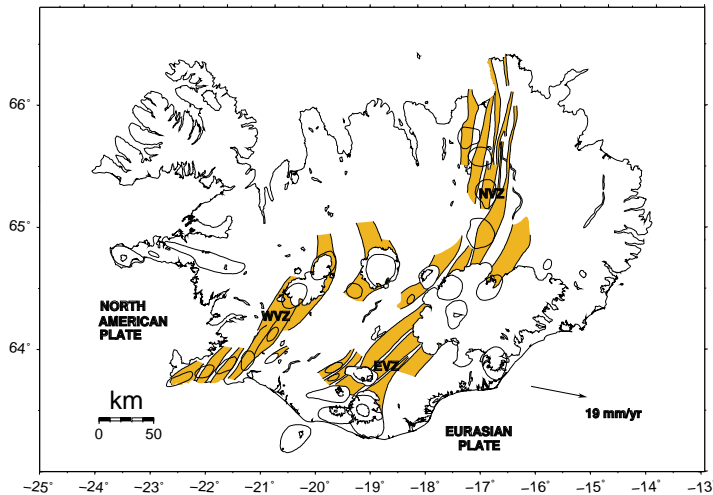 66°
65°
64°
NVZ
WVZ
EVZ
NORTH
AMERICAN
PLATE
km
0 50
19 mm/yr
EURASIAN
PLATE
−25° −24° −23° −22° −21° −20° −19° −18° −17° −16° −15° −14° −13